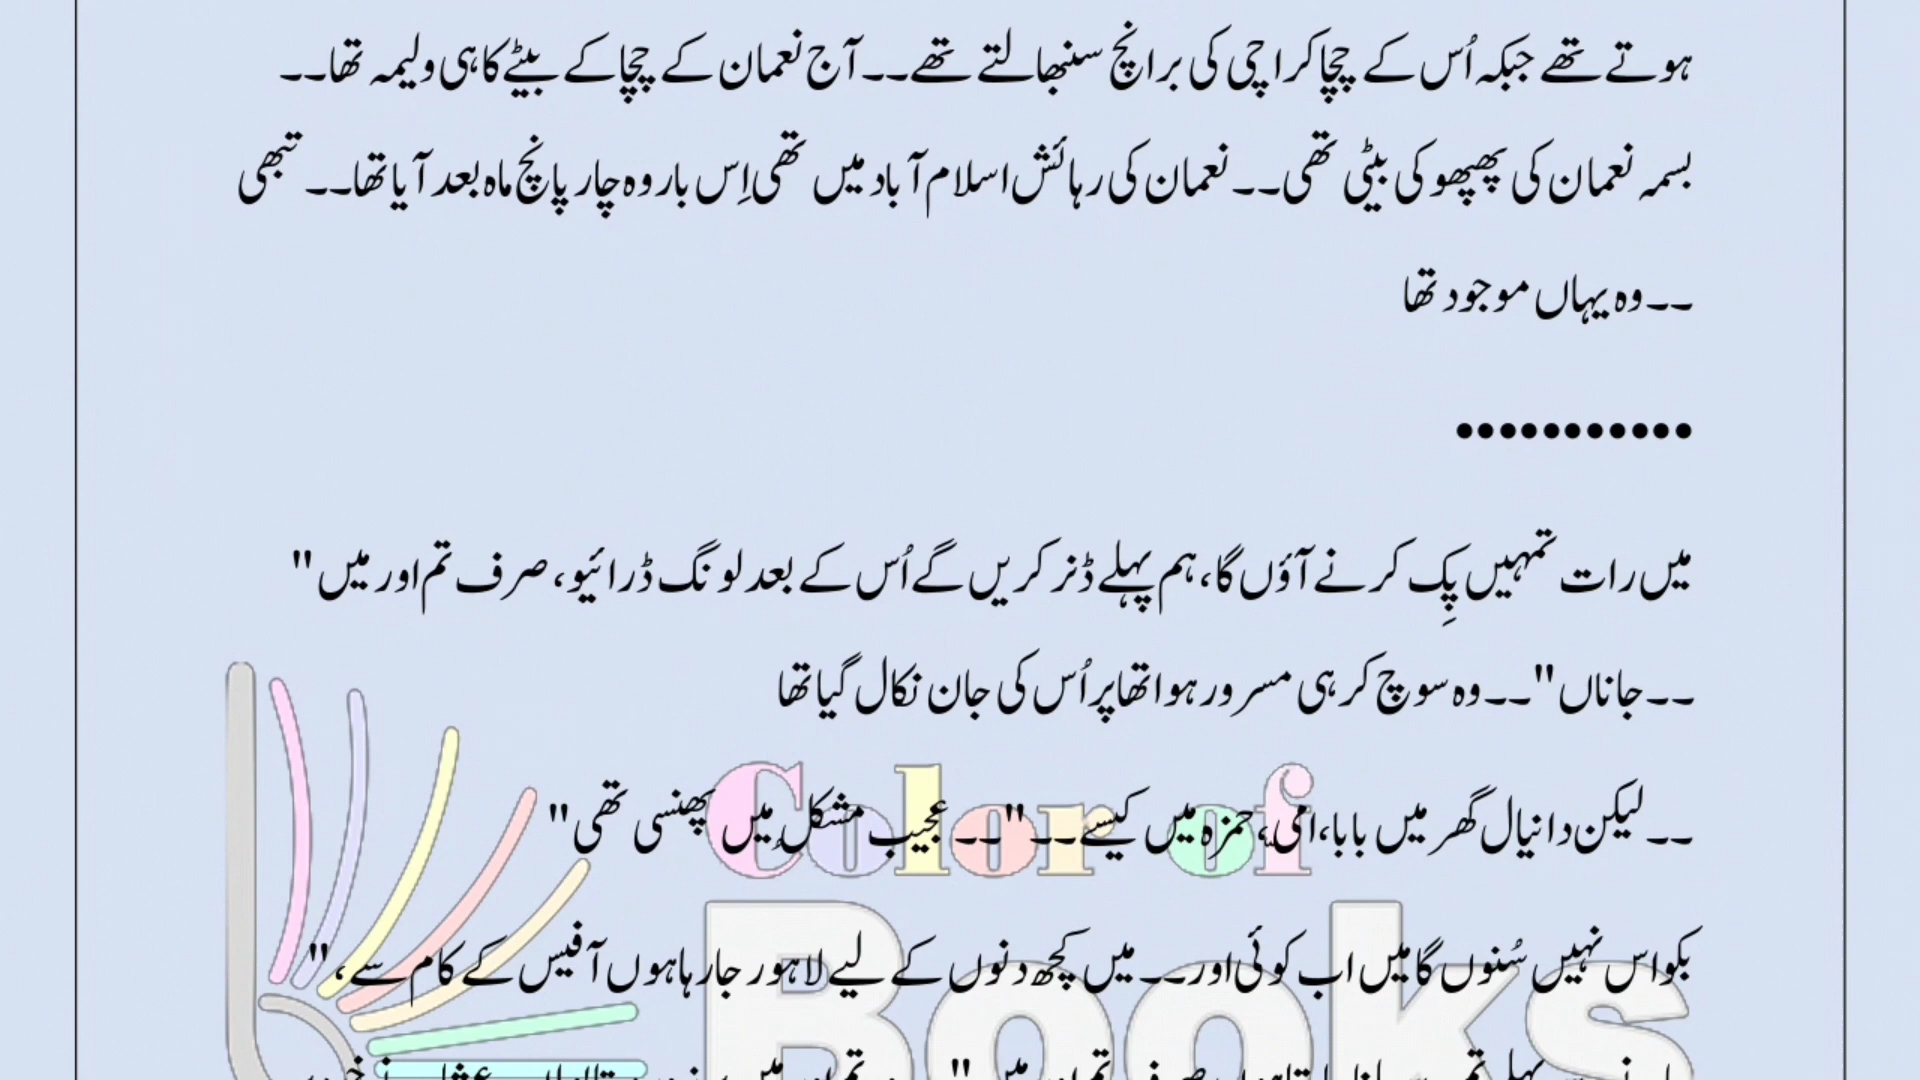 ہوتے تھے جبکہ اُس کے چچا کراچی کی برانچ سنبھالتے تھے۔۔ آج نعمان کے چچا کے بیٹے کا ہی ولیمہ تھا۔۔
بسمہ نعمان کی پھپھو کی بیٹی تھی۔۔ نعمان کی رہائش اسلام آباد میں تھی اِس بار وہ چار پانچ ماہ بعد آیا تھا۔۔ تبھی
۔۔وہ یہاں موجود تھا
•••••••••••
میں رات تمہیں پِک کرنے آؤں گا، ہم پہلے ڈنر کریں گے اُس کے بعد لونگ ڈرائیو، صرف تم اور میں"
۔۔جاناں"۔۔وہ سوچ کر ہی مسرور ہوا تھا پر اُس کی جان نکال گیا تھا
۔۔لیکن دانیال گھر میں بابا، امی، حمزہ میں کیسے۔۔"۔۔عجیب مشکل میں پھنسی تھی"
Color of
بکواس نہیں سُنوں گا میں اب کوئی اور۔۔میں کچھ دنوں کے لیے لاہور جا رہا ہوں آفیس کے کام سے،"
Books